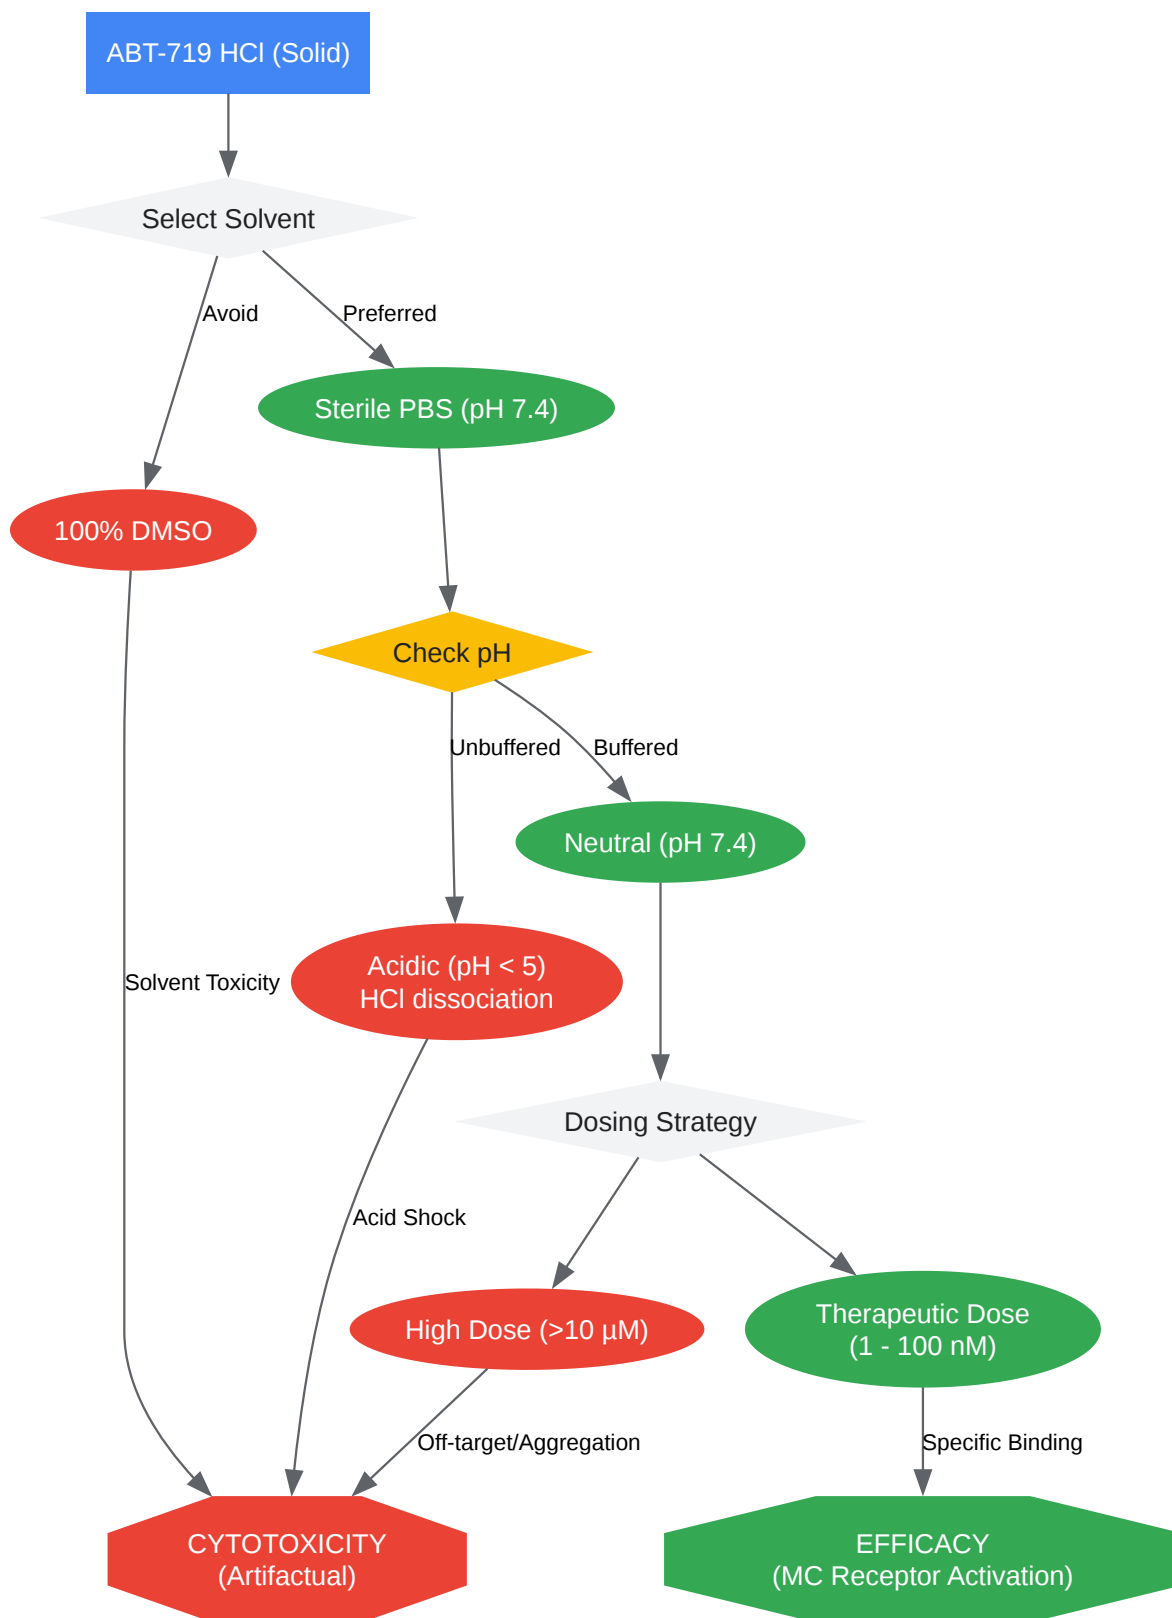 ABT-719 HCl (Solid)
Select Solvent
Avoid
Preferred
Sterile PBS (pH 7.4)
100% DMSO
Check pH
Unbuffered
Buffered
Neutral (pH 7.4)
Acidic (pH < 5)
HCl dissociation
Solvent Toxicity
Dosing Strategy
Acid Shock
High Dose (>10 µM)
Therapeutic Dose
(1 - 100 nM)
Off-target/Aggregation
Specific Binding
CYTOTOXICITY
(Artifactual)
EFFICACY
(MC Receptor Activation)